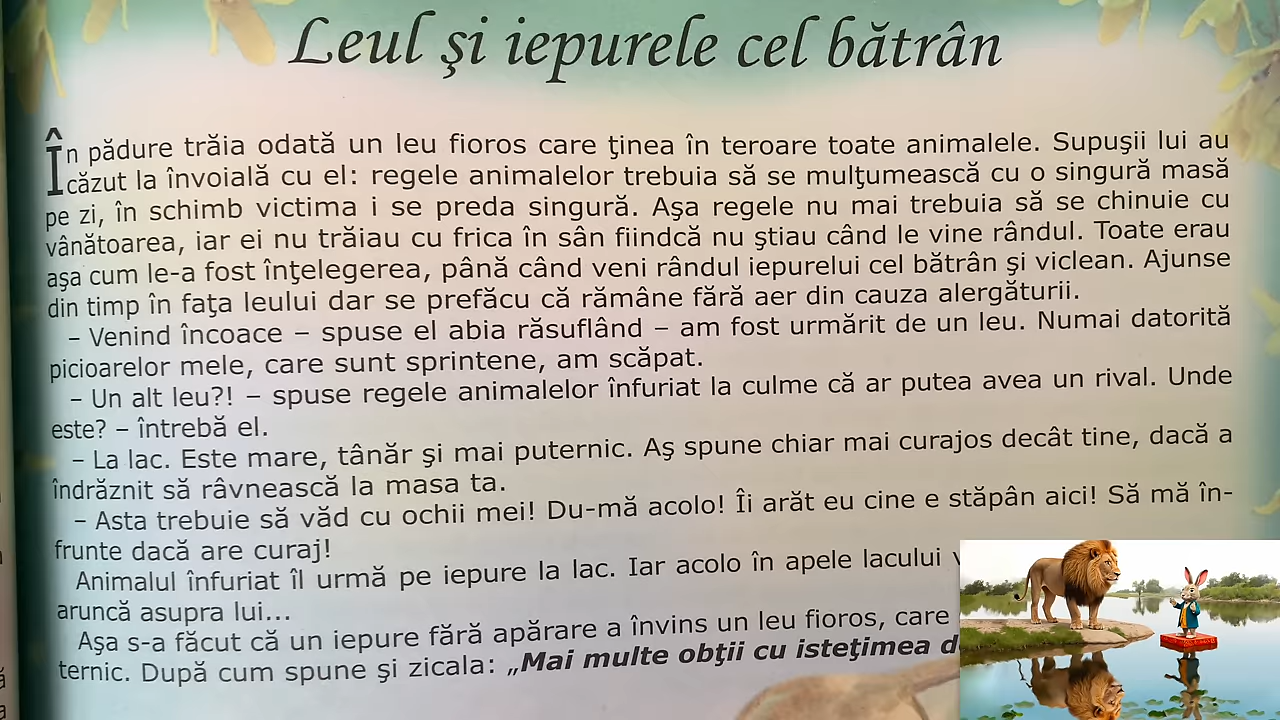 Leul şi iepurele cel bătrân
În pădure trăia odată un leu fioros care ţinea în teroare toate animalele. Supuşii lui au
căzut la învoială cu el: regele animalelor trebuia să se mulţumească cu o singură masă
pe zi, în schimb victima i se preda singură. Aşa regele nu mai trebuia să se chinuie cu
vânătoarea, iar ei nu trăiau cu frica în sân fiindcă nu ştiau când le vine rândul. Toate erau
aşa cum le-a fost înţelegerea, până când veni rândul iepurelui cel bătrân şi viclean. Ajunse
din timp în faţa leului dar se prefăcu că rămâne fără aer din cauza alergăturii.
– Venind încoace – spuse el abia răsuflând – am fost urmărit de un leu. Numai datorită
picioarelor mele, care sunt sprintene, am scăpat.
– Un alt leu?! – spuse regele animalelor înfuriat la culme că ar putea avea un rival. Unde
este? – întrebă el.
– La lac. Este mare, tânăr şi mai puternic. Aş spune chiar mai curajos decât tine, dacă a
îndrăznit să râvnească la masa ta.
– Asta trebuie să văd cu ochii mei! Du-mă acolo! Îi arăt eu cine e stăpân aici! Să mă în-
frunte dacă are curaj!
Animalul înfuriat îl urmă pe iepure la lac. Iar acolo în apele lacului
aruncă asupra lui...
Aşa s-a făcut că un iepure fără apărare a învins un leu fioros, care
ternic. După cum spune şi zicala: „Mai multe obţii cu isteţimea